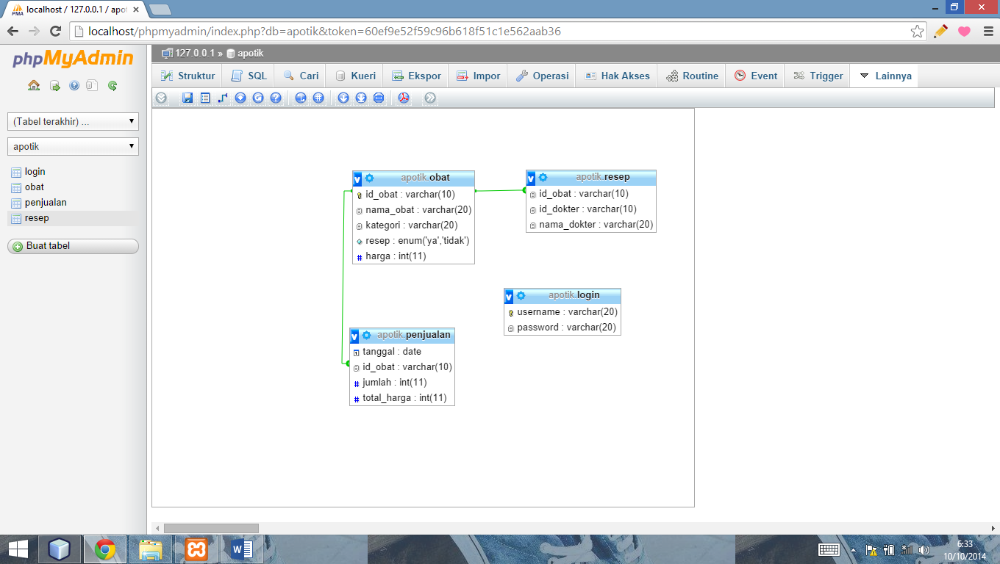 localhost / 127.0.0.1 / apo
localhost/phpmyadmin/index.php?db=apotik&token=60ef9e52f59c96b618f51c1e562aab36
phpMyAdmin
(Tabel terakhir) ...
apotik
login
obat
penjualan
resep
Buat tabel
127.0.0.1 » apotik
Struktur SQL Cari Kueri Ekspor Impor Operasi Hak Akses Routine Event Trigger Lainnya
apotik.obat
id_obat : varchar(10)
nama_obat : varchar(20)
kategori : varchar(20)
resep : enum('ya','tidak')
harga : int(11)
apotik.resep
id_obat : varchar(10)
id_dokter : varchar(10)
nama_dokter : varchar(20)
apotik.login
username : varchar(20)
password : varchar(20)
apotik.penjualan
tanggal : date
id_obat : varchar(10)
jumlah : int(11)
total_harga : int(11)
6:33
10/10/2014